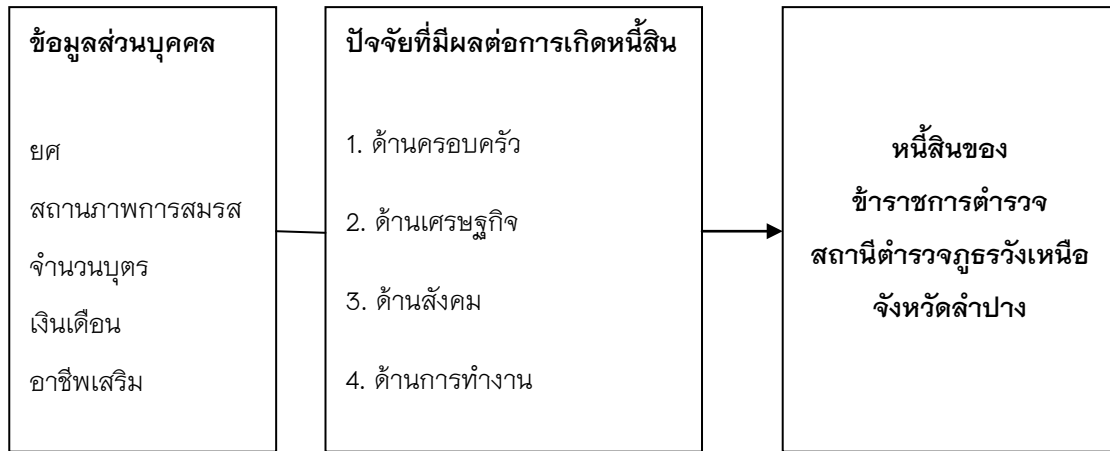 ข้อมูลส่วนบุคคล
ยศ
สถานภาพการสมรส
จำนวนบุตร
เงินเดือน
อาชีพเสริม
ปัจจัยที่มีผลต่อการเกิดหนี้สิน
1. ด้านครอบครัว
2. ด้านเศรษฐกิจ
3. ด้านสังคม
4. ด้านการทำงาน
หนี้สินของ
ข้าราชการตำรวจ
สถานีตำรวจภูธรวังเหนือ
จังหวัดลำปาง